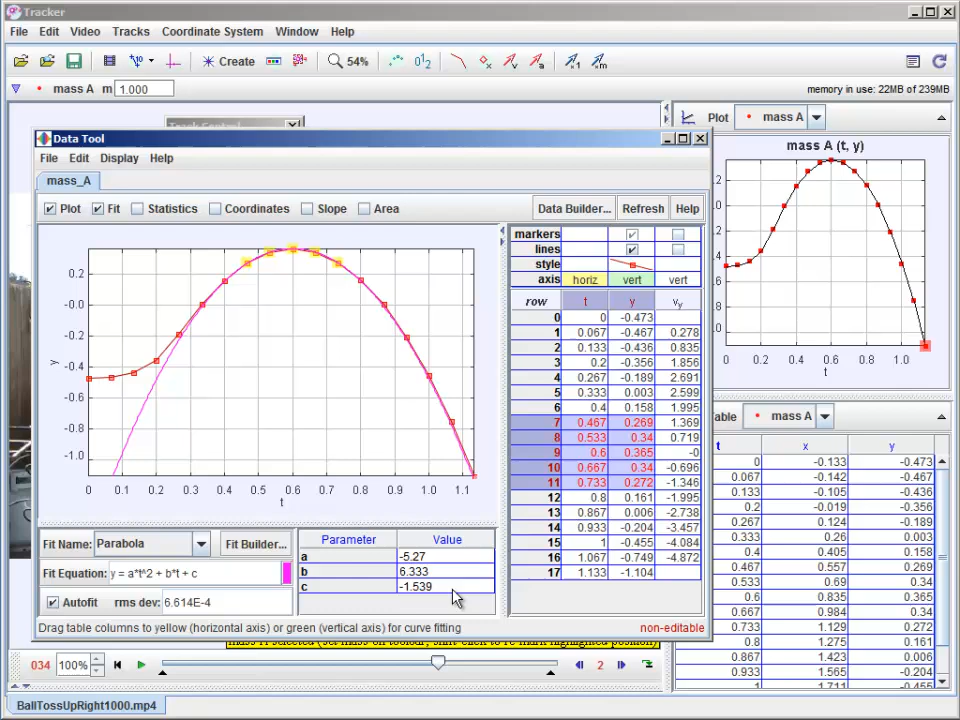 Tracker
File Edit Video Tracks Coordinate System Window Help
Create 54%
mass A m 1.000 memory in use: 22MB of 239MB
Plot mass A
mass A (t, y)
0 0.2 0.4 0.6 0.8 1.0
t
Data Tool
File Edit Display Help
mass_A
Plot Fit Statistics Coordinates Slope Area Data Builder... Refresh Help
0.2
-0.0
-0.2
-0.4
-0.6
-0.8
-1.0
y
0 0.1 0.2 0.3 0.4 0.5 0.6 0.7 0.8 0.9 1.0 1.1
t
markers
lines
style
axis horiz vert vert
row t y vy
0 0 -0.473
1 0.067 -0.467 0.278
2 0.133 -0.436 0.835
3 0.2 -0.356 1.856
4 0.267 -0.189 2.691
5 0.333 0.003 2.599
6 0.4 0.158 1.995
7 0.467 0.269 1.369
8 0.533 0.34 0.719
9 0.6 0.365 -0
10 0.667 0.34 -0.696
11 0.733 0.272 -1.346
12 0.8 0.161 -1.995
13 0.867 0.006 -2.738
14 0.933 -0.204 -3.457
15 1 -0.455 -4.084
16 1.067 -0.749 -4.872
17 1.133 -1.104
Fit Name: Parabola Fit Builder...
Fit Equation: y = a*t^2 + b*t + c
Autofit rms dev: 6.614E-4
Parameter Value
a -5.27
b 6.333
c -1.539
Drag table columns to yellow (horizontal axis) or green (vertical axis) for curve fitting non-editable
mass A
t x y
0 -0.133 -0.473
0.067 -0.142 -0.467
0.133 -0.105 -0.436
0.2 -0.019 -0.356
0.267 0.124 -0.189
0.333 0.26 0.003
0.4 0.405 0.158
0.467 0.557 0.269
0.533 0.69 0.34
0.6 0.841 0.365
0.667 0.984 0.34
0.733 1.129 0.272
0.8 1.275 0.161
0.867 1.423 0.006
0.933 1.565 -0.204
1 1.711 -0.455
034 100% 2
BallTossUpRight1000.mp4